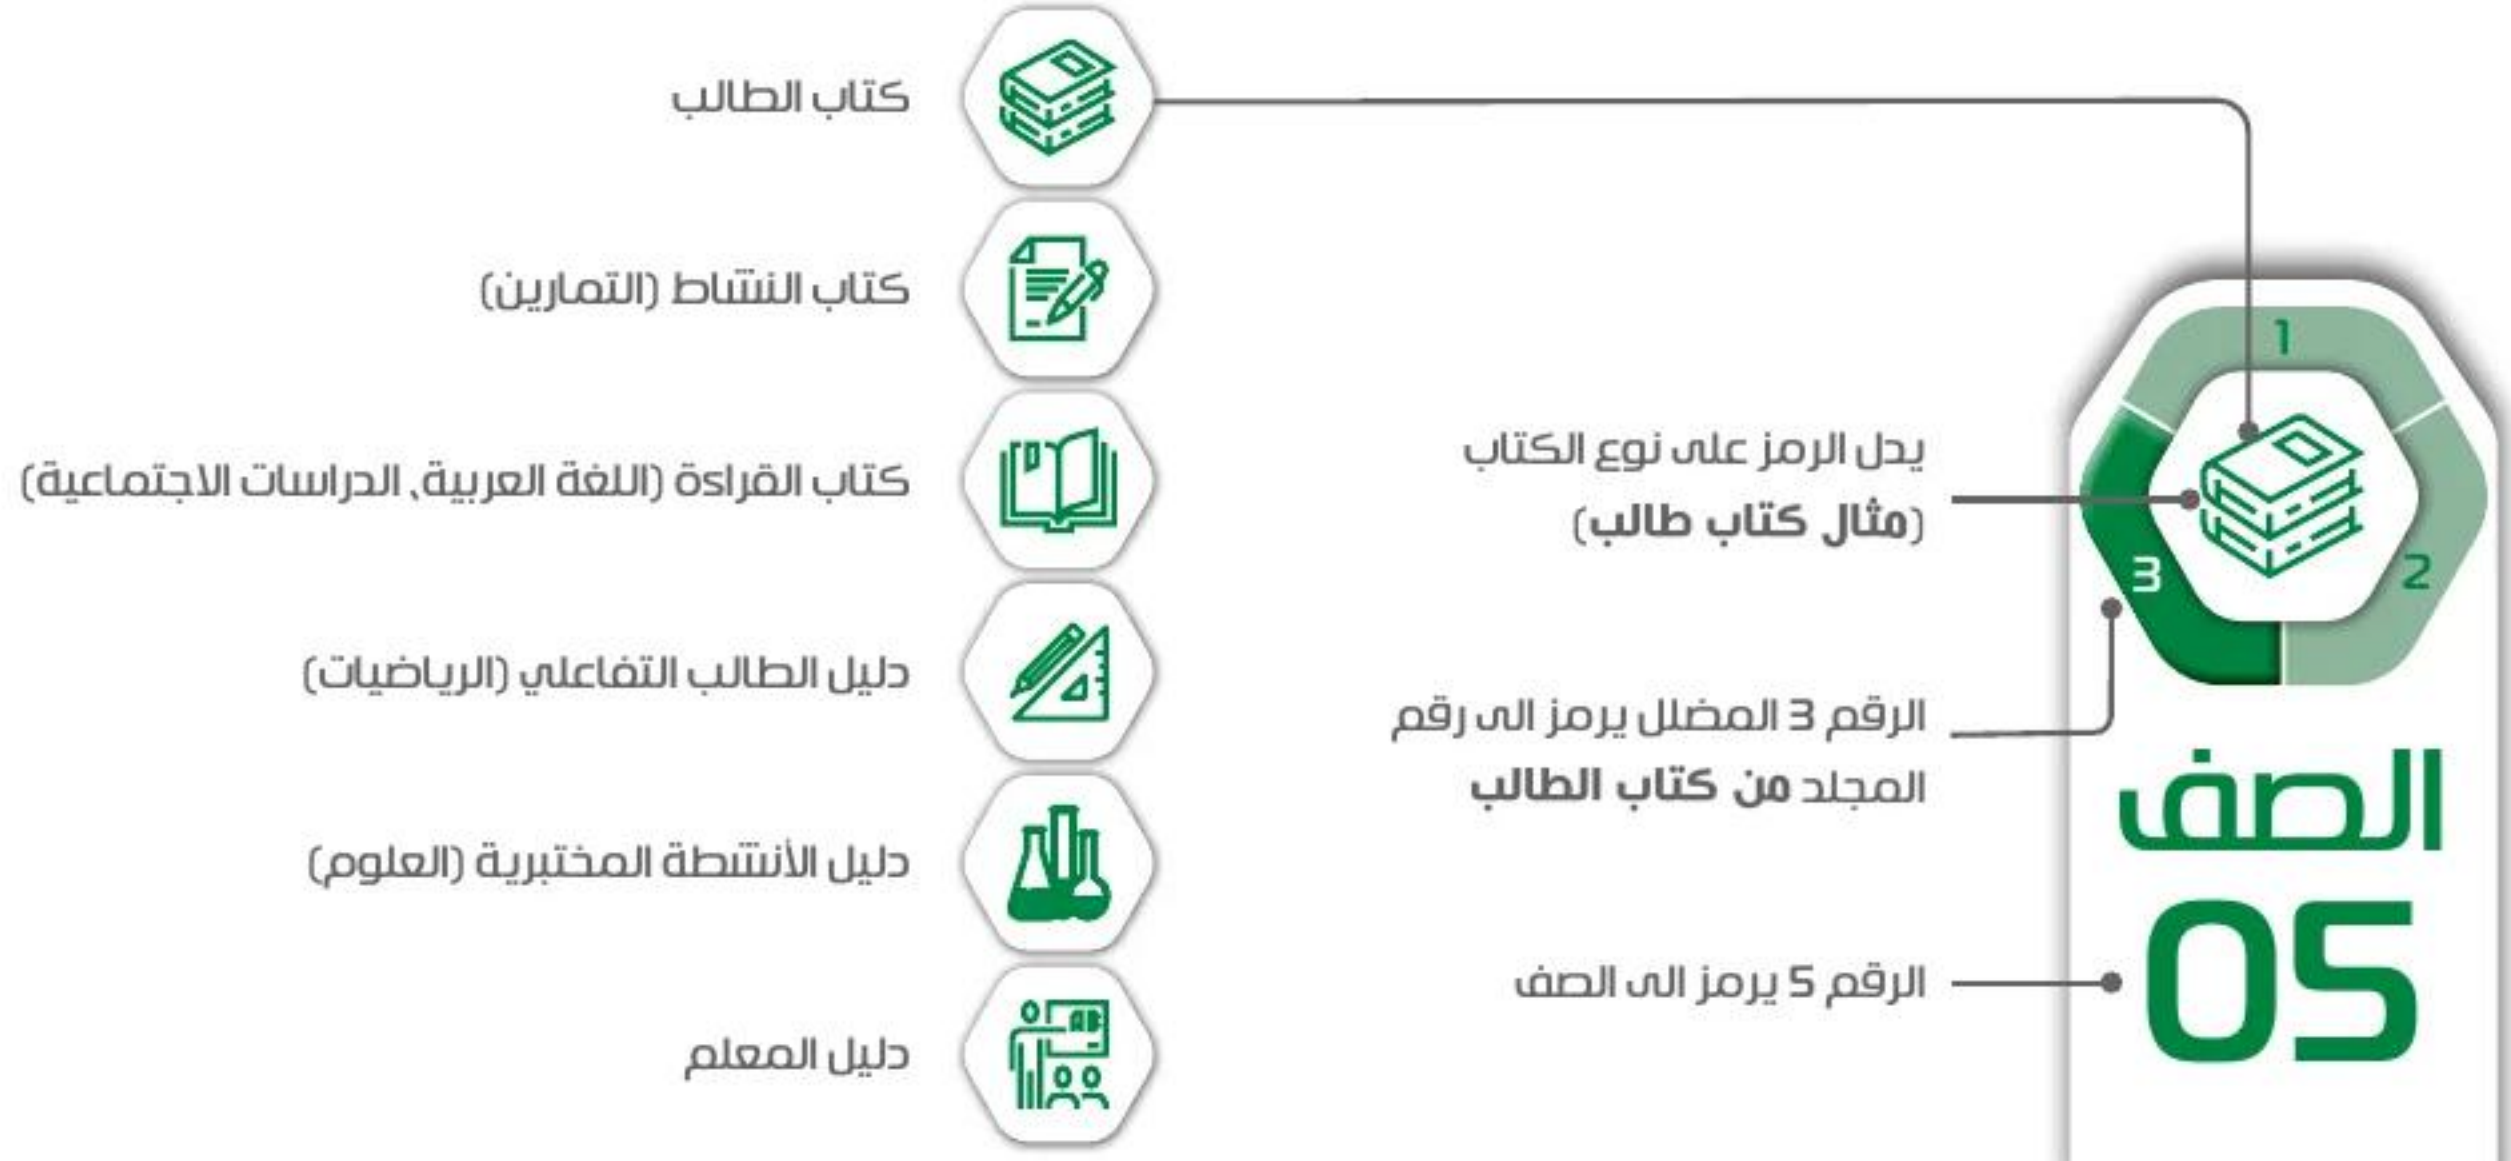 1
2
3
الصف
05
يدل الرمز على نوع الكتاب
(مثال كتاب طالب)
الرقم 3 المضلل يرمز الى رقم
المجلد من كتاب الطالب
الرقم 5 يرمز الى الصف
كتاب الطالب
كتاب النشاط (التمارين)
كتاب القراءة (اللغة العربية، الدراسات الاجتماعية)
دليل الطالب التفاعلي (الرياضيات)
دليل الأنشطة المختبرية (العلوم)
دليل المعلم
AB